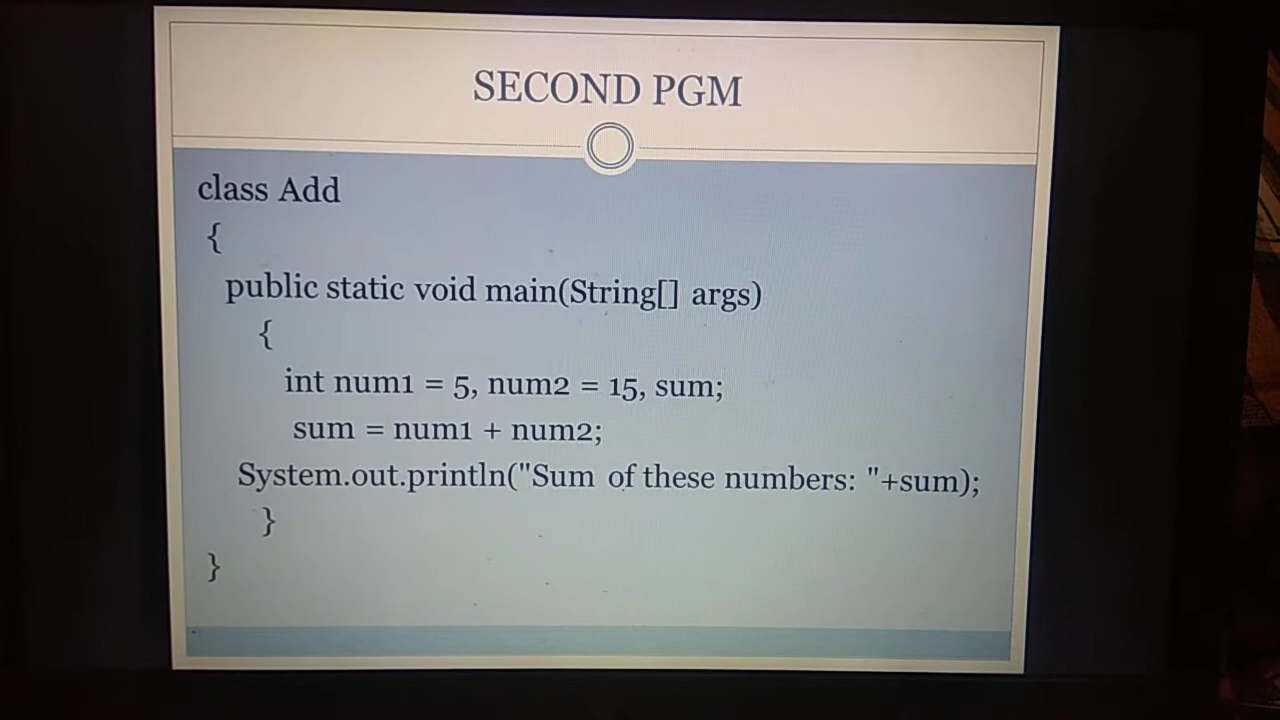 SECOND PGM
class Add
{
public static void main(String[] args)
{
int num1 = 5, num2 = 15, sum;
sum = num1 + num2;
System.out.println("Sum of these numbers: "+sum);
}
}